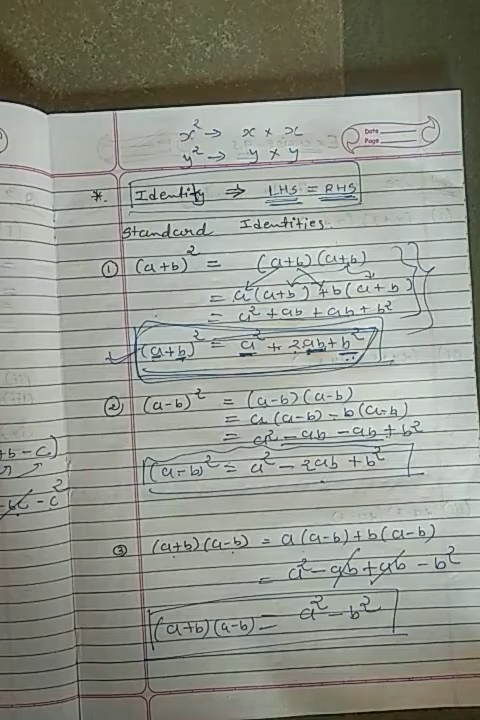 x² → x × x
y² → y × y
Date
Page
*. Identity ⇒ LHS = RHS
Standard Identities.
① (a+b)² = (a+b)(a+b)
= a(a+b) + b(a+b)
= a² + ab + ab + b²
(a+b)² = a² + 2ab + b²
② (a-b)² = (a-b)(a-b)
= a(a-b) - b(a-b)
= a² - ab - ab + b²
+b - c)
(a-b)² = a² - 2ab + b²
- c²
③ (a+b)(a-b) = a(a-b) + b(a-b)
= a² - ab + ab - b²
(a+b)(a-b) = a² - b²